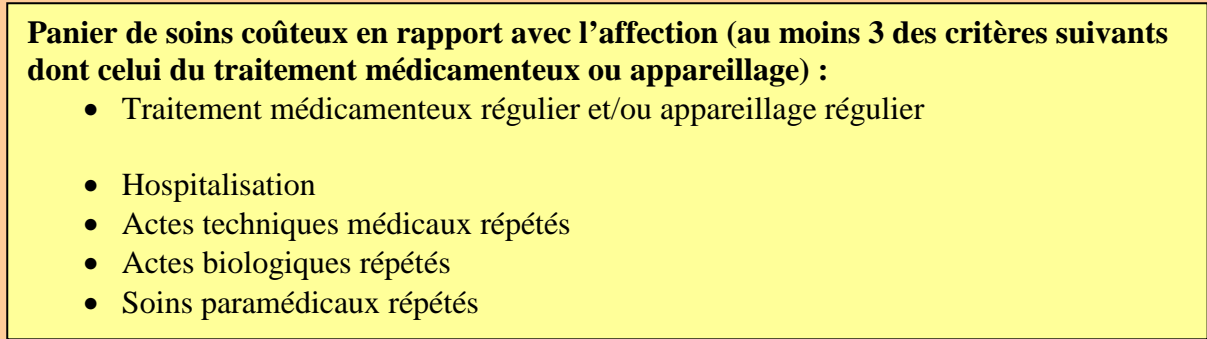 Panier de soins coûteux en rapport avec l’affection (au moins 3 des critères suivants
dont celui du traitement médicamenteux ou appareillage) :
• Traitement médicamenteux régulier et/ou appareillage régulier
• Hospitalisation
• Actes techniques médicaux répétés
• Actes biologiques répétés
• Soins paramédicaux répétés